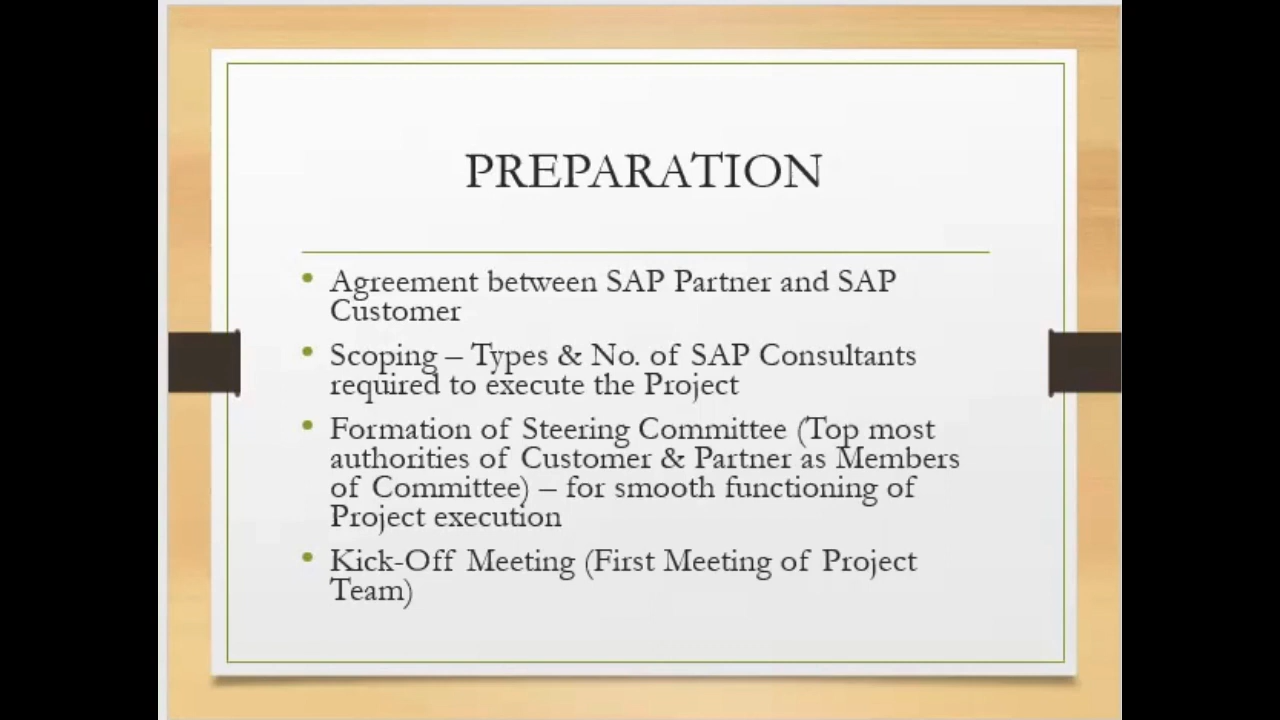 PREPARATION
• Agreement between SAP Partner and SAP
Customer
• Scoping – Types & No. of SAP Consultants
required to execute the Project
• Formation of Steering Committee (Top most
authorities of Customer & Partner as Members
of Committee) – for smooth functioning of
Project execution
• Kick-Off Meeting (First Meeting of Project
Team)